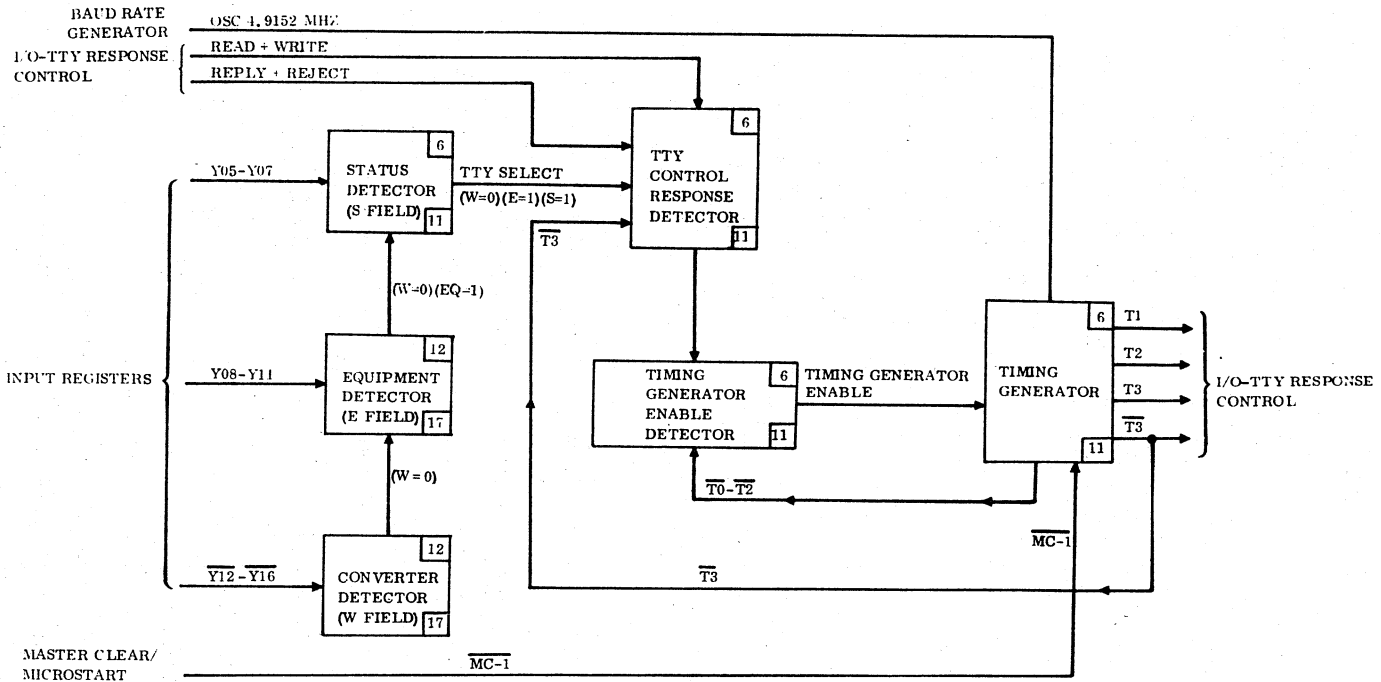 BAUD RATE
GENERATOR
OSC 4.9152 MHZ
I/O-TTY RESPONSE
CONTROL
READ + WRITE
REPLY + REJECT
6
TTY
CONTROL
RESPONSE
DETECTOR
11
6
STATUS
DETECTOR
(S FIELD)
11
Y05-Y07
TTY SELECT
(W=0)(E=1)(S=1)
T3
(W=0)(EQ=1)
INPUT REGISTERS
Y08-Y11
12
EQUIPMENT
DETECTOR
(E FIELD)
17
6
TIMING
GENERATOR
ENABLE
DETECTOR
11
TIMING GENERATOR
ENABLE
6
TIMING
GENERATOR
11
T1
T2
T3
T3
I/O-TTY RESPONSE
CONTROL
(W = 0)
T0-T2
MC-1
T3
Y12-Y16
12
CONVERTER
DETECTOR
(W FIELD)
17
MASTER CLEAR/
MICROSTART
MC-1